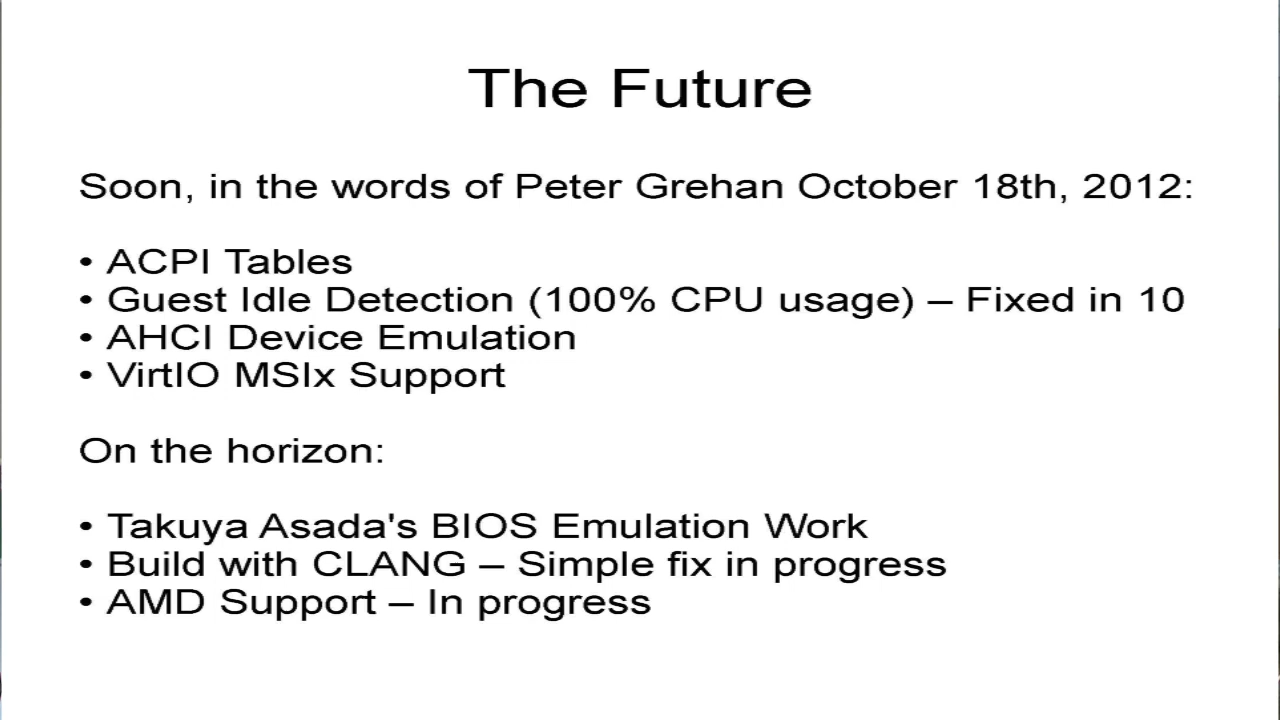 The Future
Soon, in the words of Peter Grehan October 18th, 2012:
• ACPI Tables
• Guest Idle Detection (100% CPU usage) – Fixed in 10
• AHCI Device Emulation
• VirtIO MSIx Support
On the horizon:
• Takuya Asada's BIOS Emulation Work
• Build with CLANG – Simple fix in progress
• AMD Support – In progress